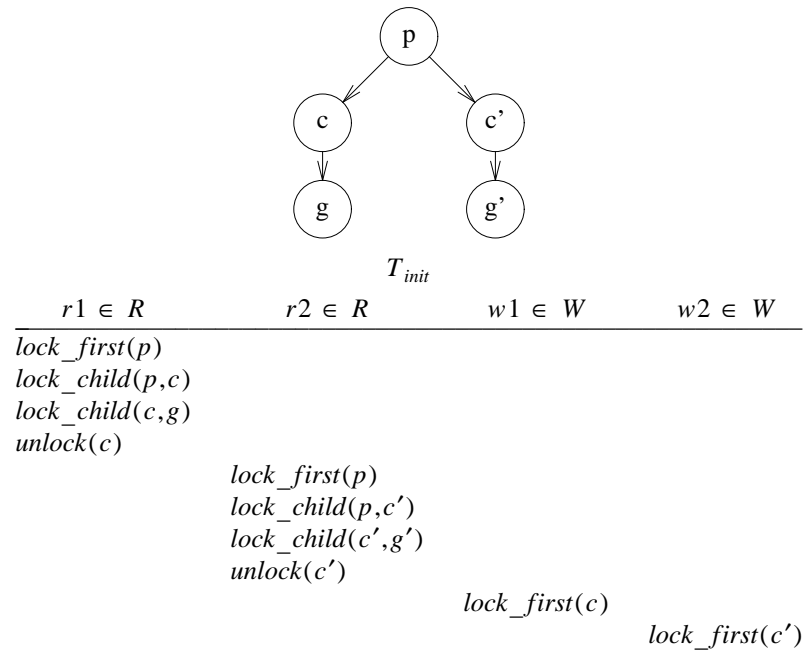 p
c c'
g g'
T_init
r1 ∈ R r2 ∈ R w1 ∈ W w2 ∈ W
lock_first(p)
lock_child(p,c)
lock_child(c,g)
unlock(c)
lock_first(p)
lock_child(p,c′)
lock_child(c′,g′)
unlock(c′)
lock_first(c)
lock_first(c′)